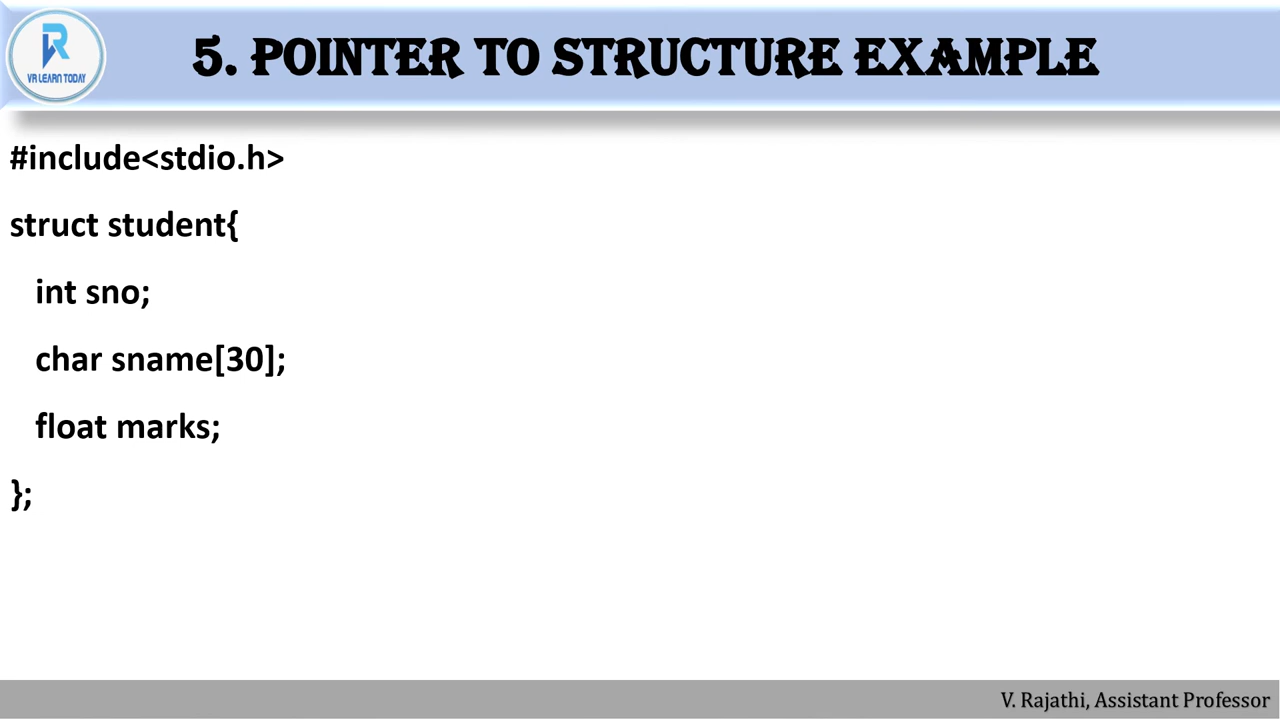 VR LEARN TODAY
5. POINTER TO STRUCTURE EXAMPLE
#include<stdio.h>
struct student{
int sno;
char sname[30];
float marks;
};
V. Rajathi, Assistant Professor